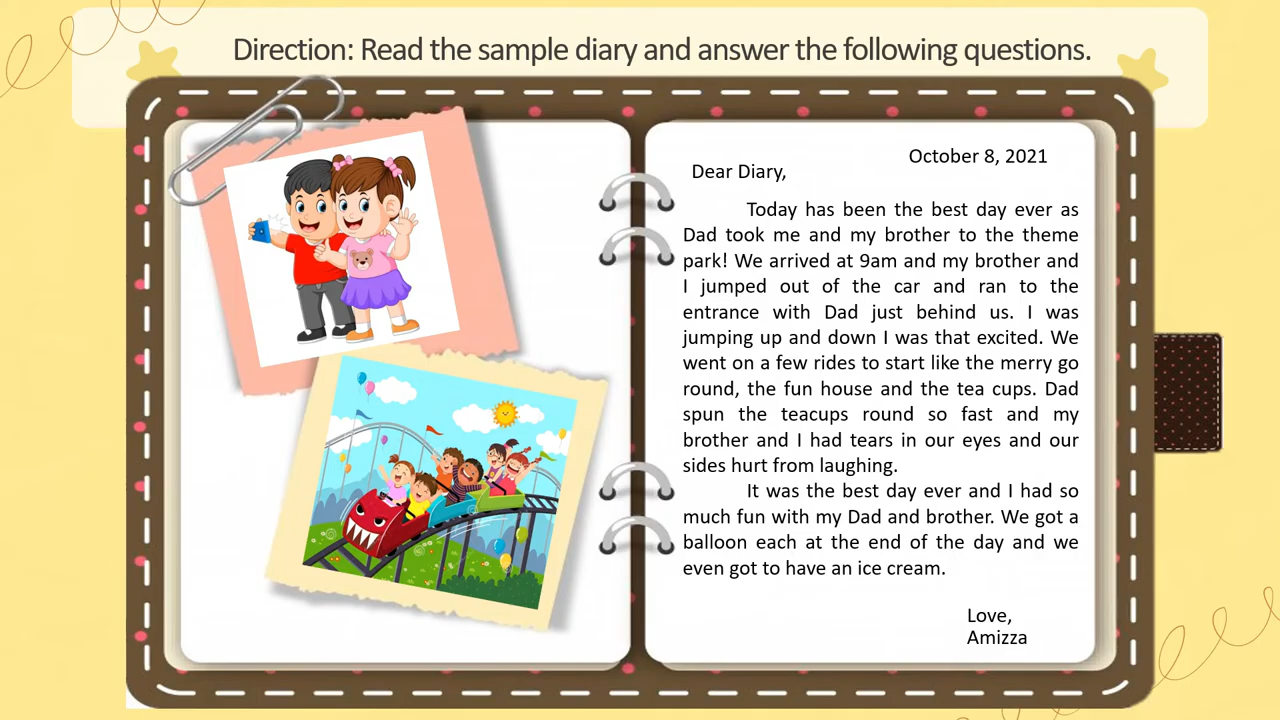 Direction: Read the sample diary and answer the following questions.
October 8, 2021
Dear Diary,
Today has been the best day ever as
Dad took me and my brother to the theme
park! We arrived at 9am and my brother and
I jumped out of the car and ran to the
entrance with Dad just behind us. I was
jumping up and down I was that excited. We
went on a few rides to start like the merry go
round, the fun house and the tea cups. Dad
spun the teacups round so fast and my
brother and I had tears in our eyes and our
sides hurt from laughing.
It was the best day ever and I had so
much fun with my Dad and brother. We got a
balloon each at the end of the day and we
even got to have an ice cream.
Love,
Amizza